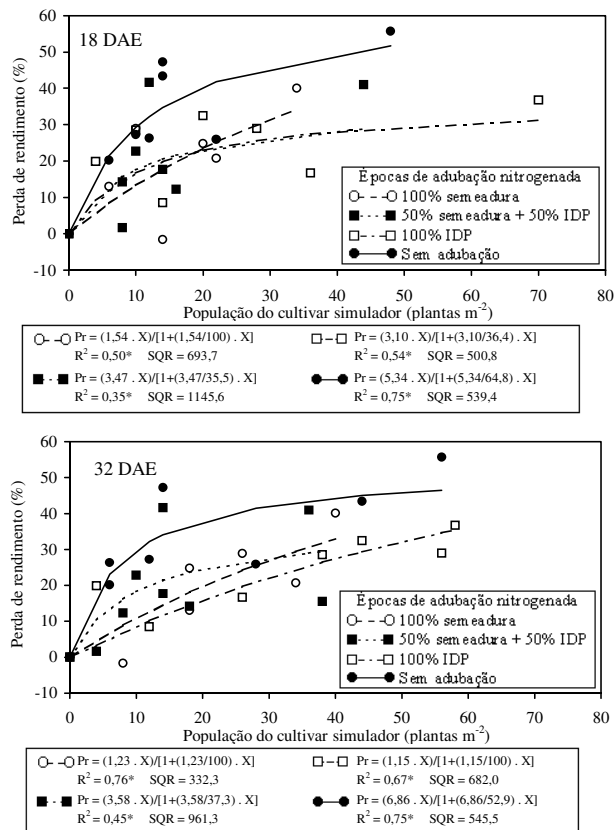 18 DAE
Perda de rendimento (%)
60
50
40
30
20
10
0
-10
0 10 20 30 40 50 60 70 80
População do cultivar simulador (plantas m⁻²)
Épocas de adubação nitrogenada
100% semeadura
50% semeadura + 50% IDP
100% IDP
Sem adubação
Pr = (1,54 . X)/[1+(1,54/100) . X]
R² = 0,50* SQR = 693,7
Pr = (3,10 . X)/[1+(3,10/36,4) . X]
R² = 0,54* SQR = 500,8
Pr = (3,47 . X)/[1+(3,47/35,5) . X]
R² = 0,35* SQR = 1145,6
Pr = (5,34 . X)/[1+(5,34/64,8) . X]
R² = 0,75* SQR = 539,4
32 DAE
Perda de rendimento (%)
60
50
40
30
20
10
0
-10
0 10 20 30 40 50 60 70 80
População do cultivar simulador (plantas m⁻²)
Épocas de adubação nitrogenada
100% semeadura
50% semeadura + 50% IDP
100% IDP
Sem adubação
Pr = (1,23 . X)/[1+(1,23/100) . X]
R² = 0,76* SQR = 332,3
Pr = (1,15 . X)/[1+(1,15/100) . X]
R² = 0,67* SQR = 682,0
Pr = (3,58 . X)/[1+(3,58/37,3) . X]
R² = 0,45* SQR = 961,3
Pr = (6,86 . X)/[1+(6,86/52,9) . X]
R² = 0,75* SQR = 545,5